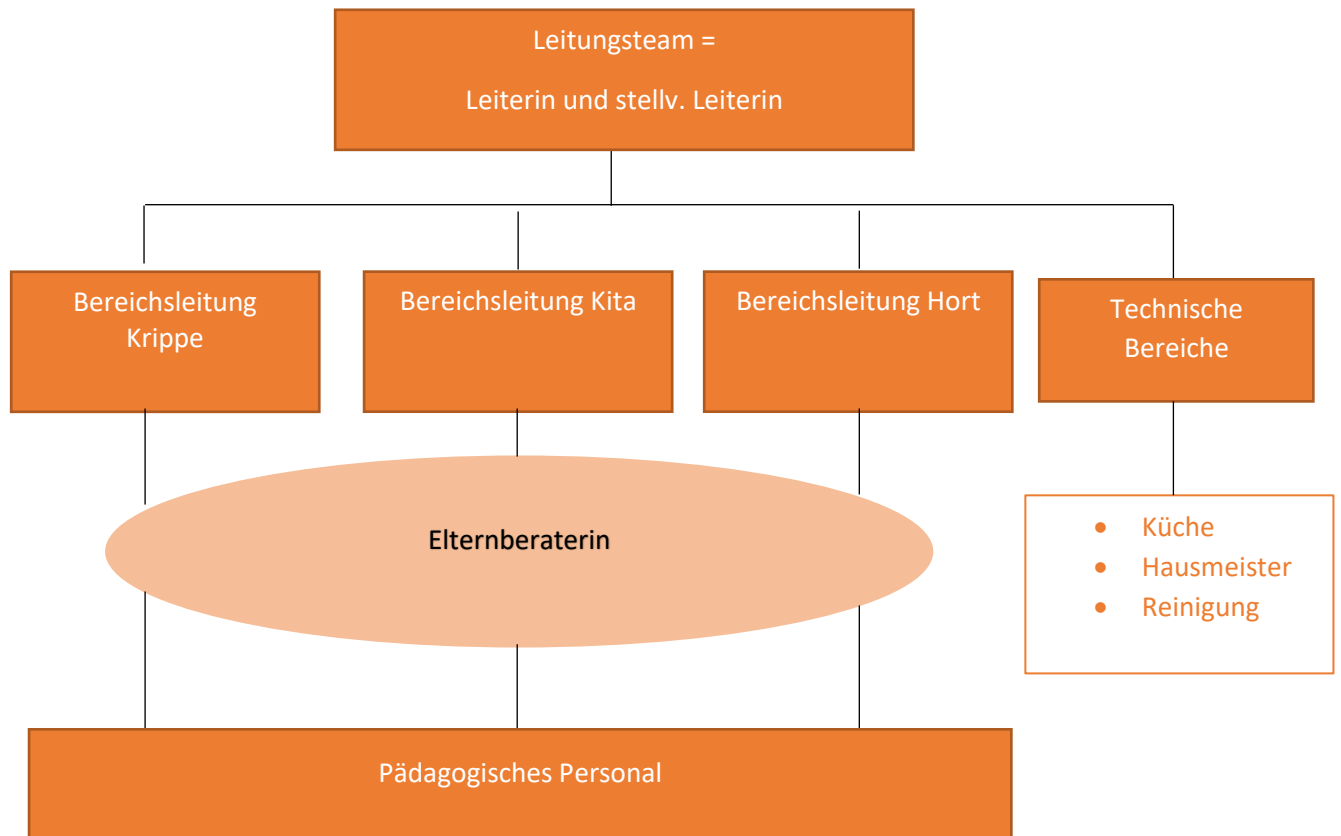 Leitungsteam =
Leiterin und stellv. Leiterin
Bereichsleitung
Krippe
Bereichsleitung Kita
Bereichsleitung Hort
Technische
Bereiche
Elternberaterin
• Küche
• Hausmeister
• Reinigung
Pädagogisches Personal